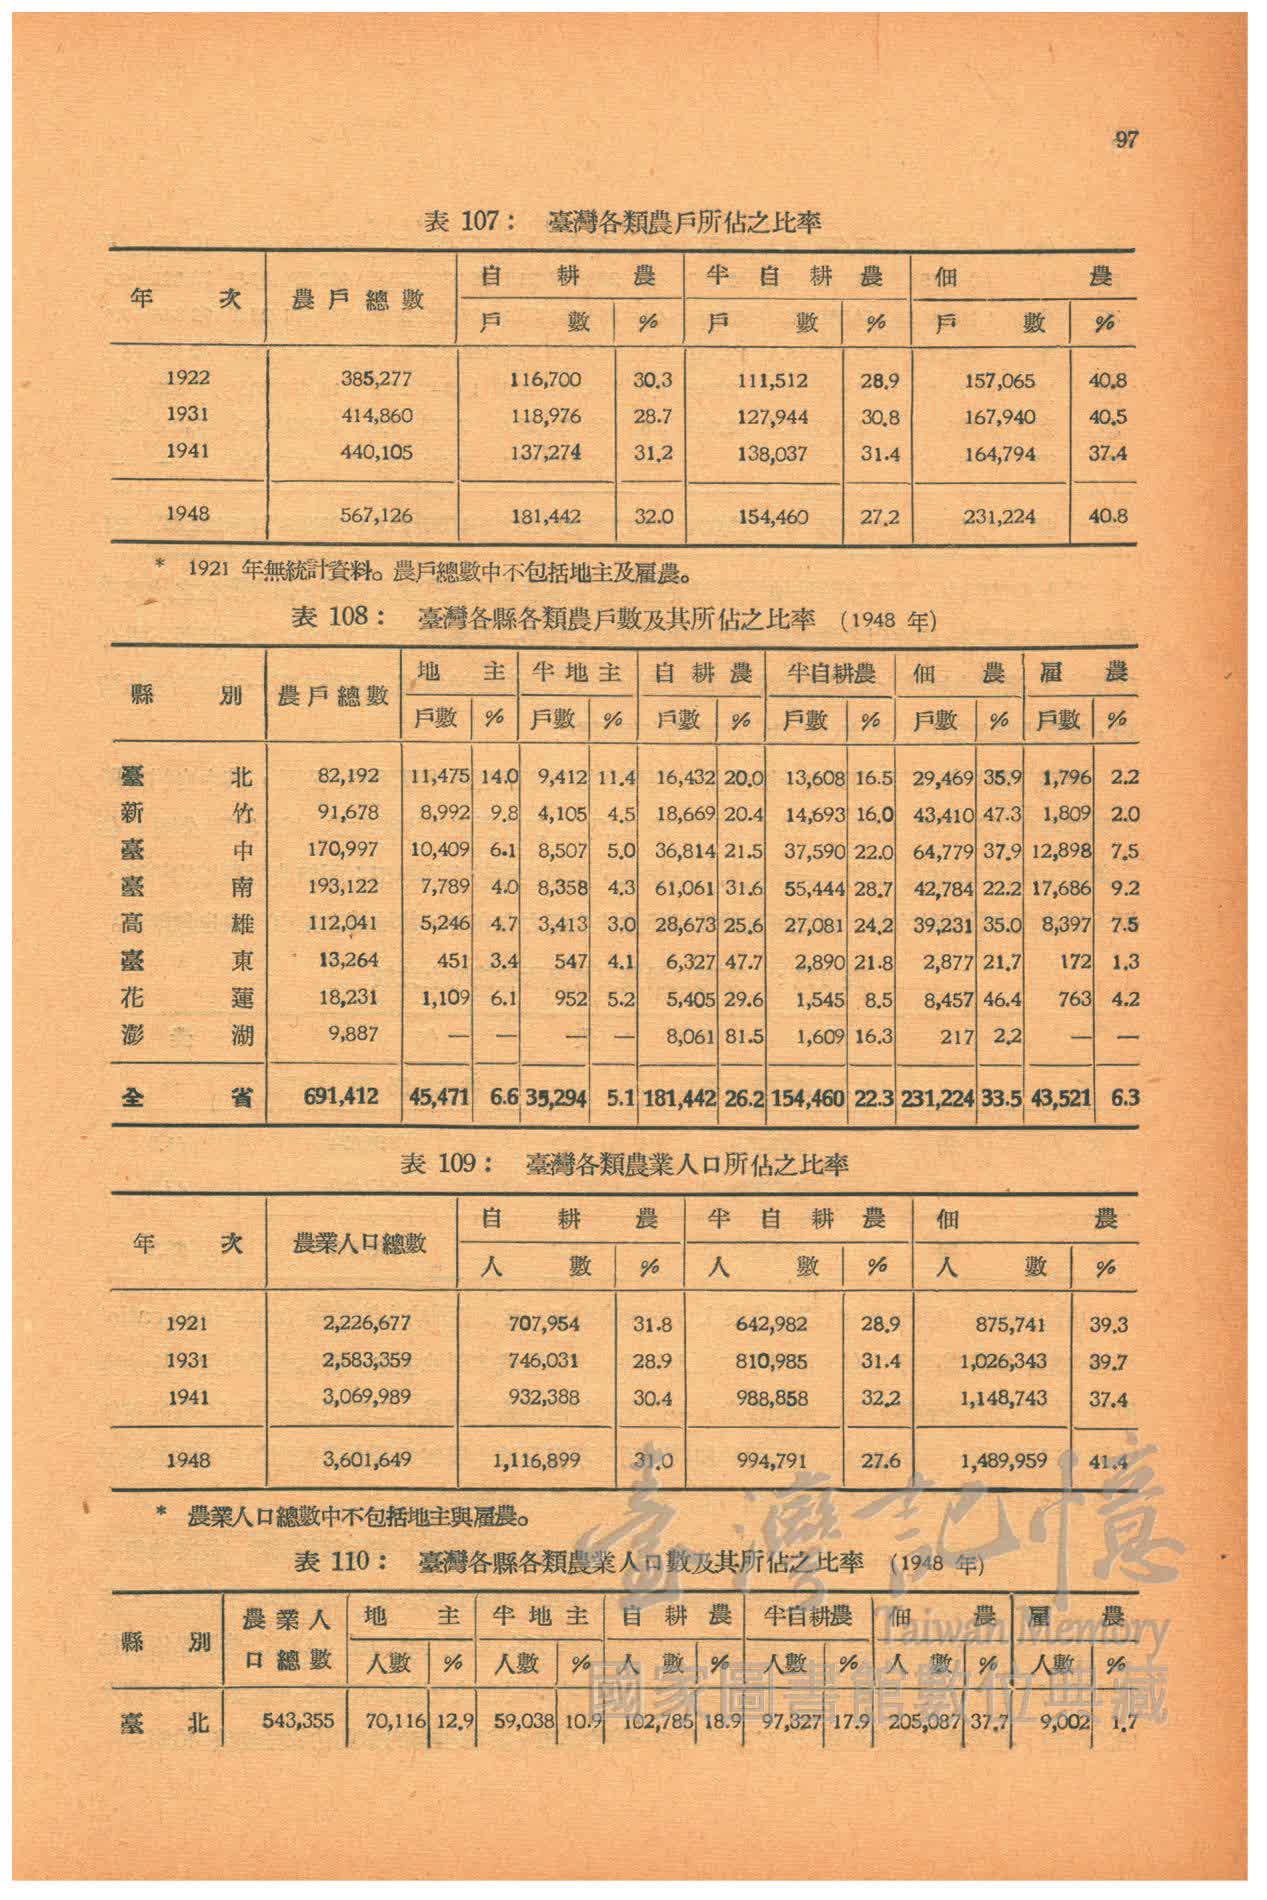 97
表 107： 臺灣各類農戶所佔之比率
年次 農戶總數 自耕農 半自耕農 佃農
戶數 % 戶數 % 戶數 %
1922 385,277 116,700 30.3 111,512 28.9 157,065 40.8
1931 414,860 118,976 28.7 127,944 30.8 167,940 40.5
1941 440,105 137,274 31.2 138,037 31.4 164,794 37.4
1948 567,126 181,442 32.0 154,460 27.2 231,224 40.8
* 1921 年無統計資料。農戶總數中不包括地主及雇農。
表 108： 臺灣各縣各類農戶數及其所佔之比率 (1948 年)
縣別 農戶總數 地主 半地主 自耕農 半自耕農 佃農 雇農
戶數 % 戶數 % 戶數 % 戶數 % 戶數 % 戶數 %
臺北 82,192 11,475 14.0 9,412 11.4 16,432 20.0 13,608 16.5 29,469 35.9 1,796 2.2
新竹 91,678 8,992 9.8 4,105 4.5 18,669 20.4 14,693 16.0 43,410 47.3 1,809 2.0
臺中 170,997 10,409 6.1 8,507 5.0 36,814 21.5 37,590 22.0 64,779 37.9 12,898 7.5
臺南 193,122 7,789 4.0 8,358 4.3 61,061 31.6 55,444 28.7 42,784 22.2 17,686 9.2
高雄 112,041 5,246 4.7 3,413 3.0 28,673 25.6 27,081 24.2 39,231 35.0 8,397 7.5
臺東 13,264 451 3.4 547 4.1 6,327 47.7 2,890 21.8 2,877 21.7 172 1.3
花蓮 18,231 1,109 6.1 952 5.2 5,405 29.6 1,545 8.5 8,457 46.4 763 4.2
澎湖 9,887 — — — — 8,061 81.5 1,609 16.3 217 2.2 — —
全省 691,412 45,471 6.6 35,294 5.1 181,442 26.2 154,460 22.3 231,224 33.5 43,521 6.3
表 109： 臺灣各類農業人口所佔之比率
年次 農業人口總數 自耕農 半自耕農 佃農
人數 % 人數 % 人數 %
1921 2,226,677 707,954 31.8 642,982 28.9 875,741 39.3
1931 2,583,359 746,031 28.9 810,985 31.4 1,026,343 39.7
1941 3,069,989 932,388 30.4 988,858 32.2 1,148,743 37.4
1948 3,601,649 1,116,899 31.0 994,791 27.6 1,489,959 41.4
* 農業人口總數中不包括地主與雇農。
表 110： 臺灣各縣各類農業人口數及其所佔之比率 (1948 年)
縣別 農業人口總數 地主 半地主 自耕農 半自耕農 佃農 雇農
人數 % 人數 % 人數 % 人數 % 人數 % 人數 %
臺北 543,355 70,116 12.9 59,038 10.9 102,785 18.9 97,327 17.9 205,087 37.7 9,002 1.7
臺灣記憶
Taiwan Memory
國家圖書館數位典藏